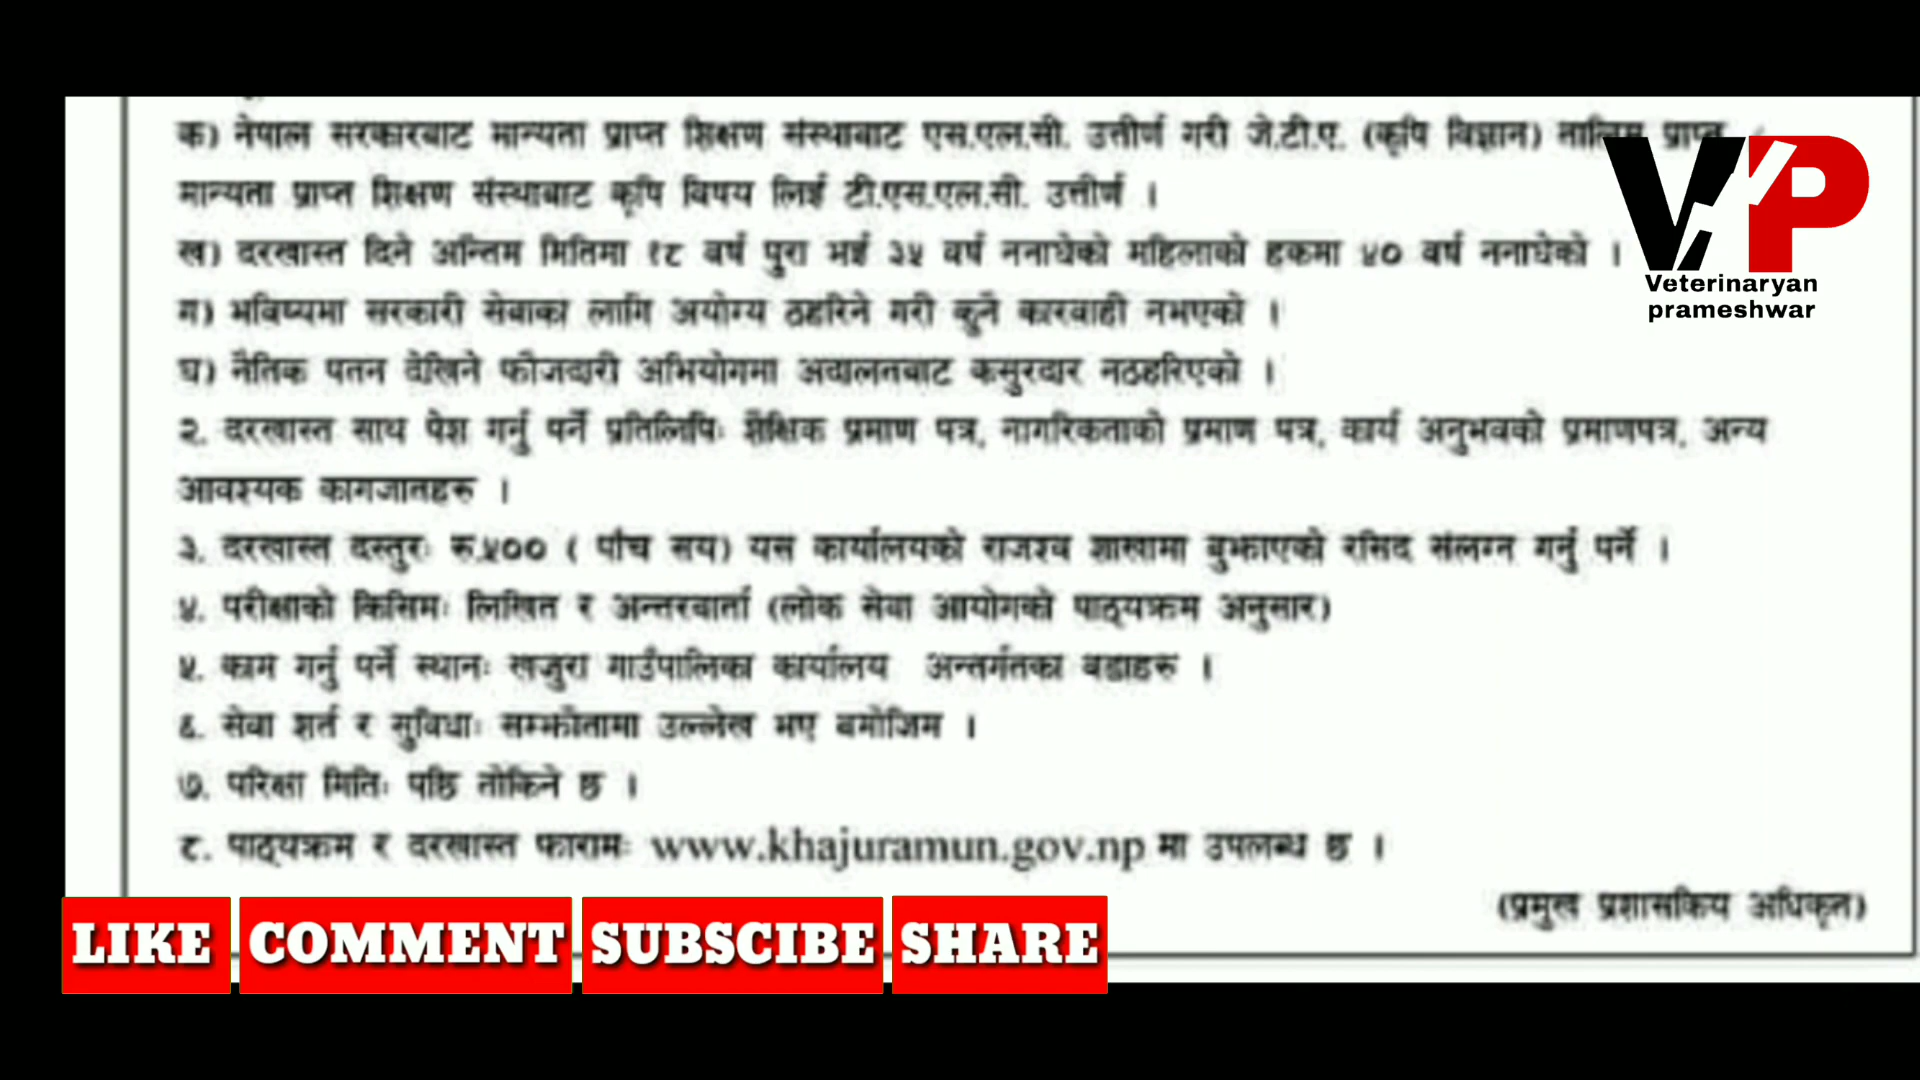 क) नेपाल सरकारबाट मान्यता प्राप्त शिक्षण संस्थाबाट एस.एल.सी. उत्तीर्ण गरी जे.टी.ए. (कृषि विज्ञान) तालिम प्राप्त
मान्यता प्राप्त शिक्षण संस्थाबाट कृषि विषय लिई टी.एस.एल.सी. उत्तीर्ण ।
ख) दरखास्त दिने अन्तिम मितिमा १८ वर्ष पुरा भई ३५ वर्ष ननाघेको महिलाको हकमा ४० वर्ष ननाघेको ।
ग) भविष्यमा सरकारी सेवाका लागि अयोग्य ठहरिने गरी कुनै कारवाही नभएको ।
घ) नैतिक पतन देखिने फौजदारी अभियोगमा अदालतबाट कसुरदार नठहरिएको ।
२. दरखास्त साथ पेश गर्नु पर्ने प्रतिलिपिः शैक्षिक प्रमाण पत्र, नागरिकताको प्रमाण पत्र, कार्य अनुभवको प्रमाणपत्र, अन्य
आवश्यक कागजातहरु ।
३. दरखास्त दस्तुरः रु.५०० ( पाँच सय) यस कार्यालयको राजश्व शाखामा बुझाएको रसिद संलग्न गर्नु पर्ने ।
४. परीक्षाको किसिमः लिखित र अन्तरवार्ता (लोक सेवा आयोगको पाठ्यक्रम अनुसार)
५. काम गर्नु पर्ने स्थानः खजुरा गाउँपालिका कार्यालय अन्तर्गतका वडाहरु ।
६. सेवा शर्त र सुविधाः सम्झौतामा उल्लेख भए बमोजिम ।
७. परिक्षा मितिः पछि तोकिने छ ।
८. पाठ्यक्रम र दरखास्त फारामः www.khajuramun.gov.np मा उपलब्ध छ ।
(प्रमुख प्रशासकिय अधिकृत)
VP
Veterinaryan
prameshwar
LIKE COMMENT SUBSCIBE SHARE